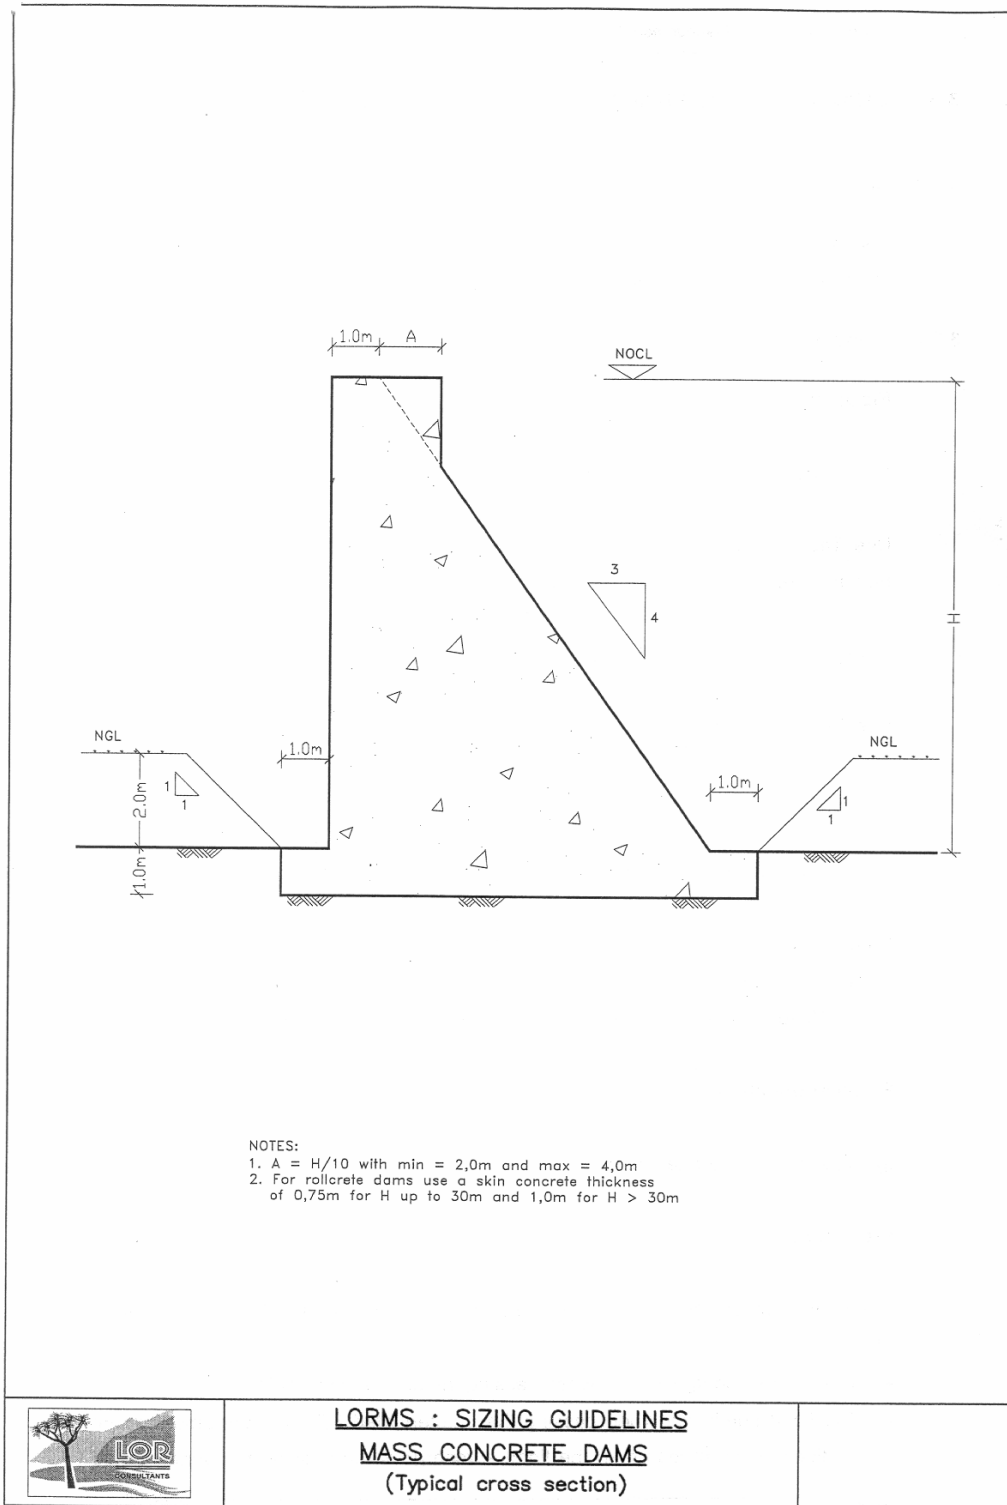 1.0m
A
NOCL
3
4
H
NGL
NGL
1.0m
1.0m
1
1
2.0m
1
1
1.0m
NOTES:
1. A = H/10 with min = 2,0m and max = 4,0m
2. For rollcrete dams use a skin concrete thickness
of 0,75m for H up to 30m and 1,0m for H > 30m
LOR
CONSULTANTS
LORMS : SIZING GUIDELINES
MASS CONCRETE DAMS
(Typical cross section)